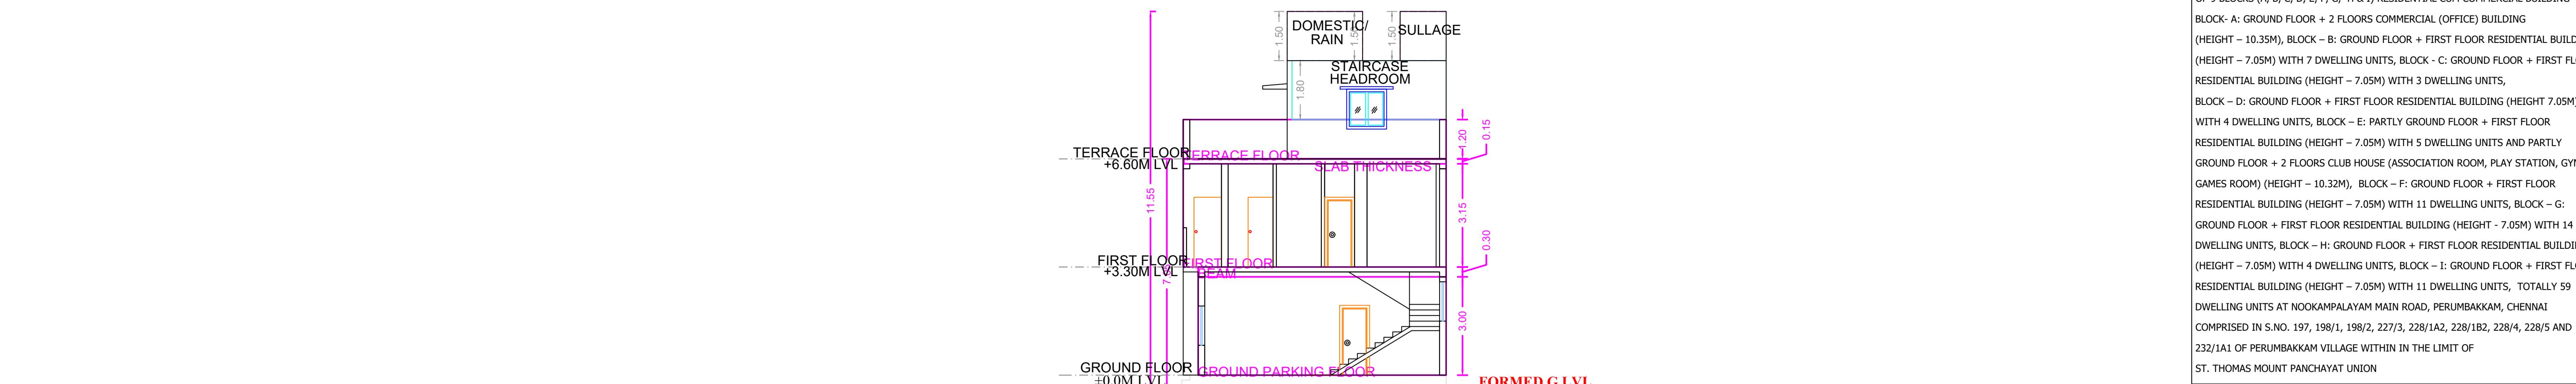 DOMESTIC/
RAIN
SULLAGE
1.50
1.50
1.50
STAIRCASE
HEADROOM
1.80
1.20
0.15
TERRACE FLOOR
+6.60M LVL
TERRACE FLOOR
SLAB THICKNESS
11.55
3.15
0.30
FIRST FLOOR
+3.30M LVL
FIRST FLOOR
BEAM
3.00
GROUND FLOOR
±0.0M LVL
GROUND PARKING FLOOR
FORMED G.LVL
BLOCK- A: GROUND FLOOR + 2 FLOORS COMMERCIAL (OFFICE) BUILDING
(HEIGHT – 10.35M), BLOCK – B: GROUND FLOOR + FIRST FLOOR RESIDENTIAL BUILD
(HEIGHT – 7.05M) WITH 7 DWELLING UNITS, BLOCK - C: GROUND FLOOR + FIRST FL
RESIDENTIAL BUILDING (HEIGHT – 7.05M) WITH 3 DWELLING UNITS,
BLOCK – D: GROUND FLOOR + FIRST FLOOR RESIDENTIAL BUILDING (HEIGHT 7.05M)
WITH 4 DWELLING UNITS, BLOCK – E: PARTLY GROUND FLOOR + FIRST FLOOR
RESIDENTIAL BUILDING (HEIGHT – 7.05M) WITH 5 DWELLING UNITS AND PARTLY
GROUND FLOOR + 2 FLOORS CLUB HOUSE (ASSOCIATION ROOM, PLAY STATION, GYM
GAMES ROOM) (HEIGHT – 10.32M), BLOCK – F: GROUND FLOOR + FIRST FLOOR
RESIDENTIAL BUILDING (HEIGHT – 7.05M) WITH 11 DWELLING UNITS, BLOCK – G:
GROUND FLOOR + FIRST FLOOR RESIDENTIAL BUILDING (HEIGHT - 7.05M) WITH 14
DWELLING UNITS, BLOCK – H: GROUND FLOOR + FIRST FLOOR RESIDENTIAL BUILDI
(HEIGHT – 7.05M) WITH 4 DWELLING UNITS, BLOCK – I: GROUND FLOOR + FIRST FL
RESIDENTIAL BUILDING (HEIGHT – 7.05M) WITH 11 DWELLING UNITS, TOTALLY 59
DWELLING UNITS AT NOOKAMPALAYAM MAIN ROAD, PERUMBAKKAM, CHENNAI
COMPRISED IN S.NO. 197, 198/1, 198/2, 227/3, 228/1A2, 228/1B2, 228/4, 228/5 AND
232/1A1 OF PERUMBAKKAM VILLAGE WITHIN IN THE LIMIT OF
ST. THOMAS MOUNT PANCHAYAT UNION